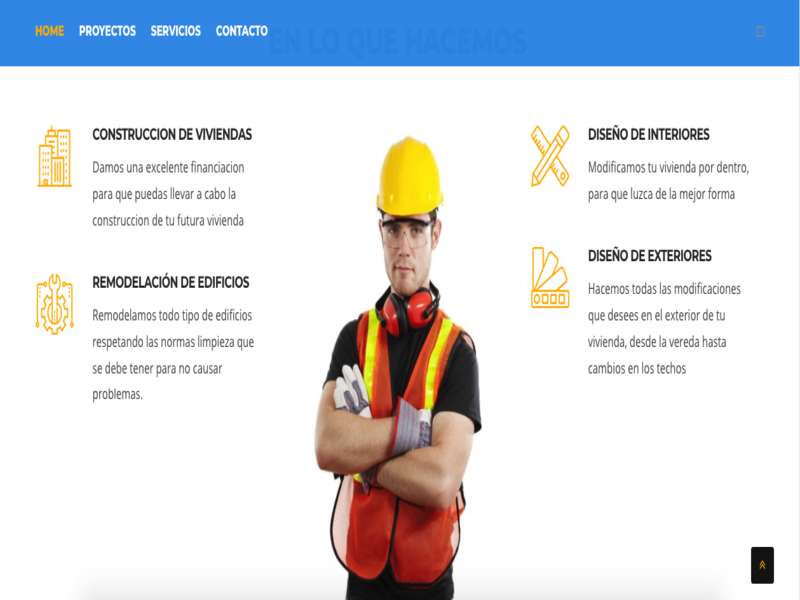 HOME PROYECTOS SERVICIOS CONTACTO
EN LO QUE HACEMOS
CONSTRUCCION DE VIVIENDAS
Damos una excelente financiacion
para que puedas llevar a cabo la
construccion de tu futura vivienda
REMODELACIÓN DE EDIFICIOS
Remodelamos todo tipo de edificios
respetando las normas limpieza que
se debe tener para no causar
problemas.
DISEÑO DE INTERIORES
Modificamos tu vivienda por dentro,
para que luzca de la mejor forma
DISEÑO DE EXTERIORES
Hacemos todas las modificaciones
que desees en el exterior de tu
vivienda, desde la vereda hasta
cambios en los techos